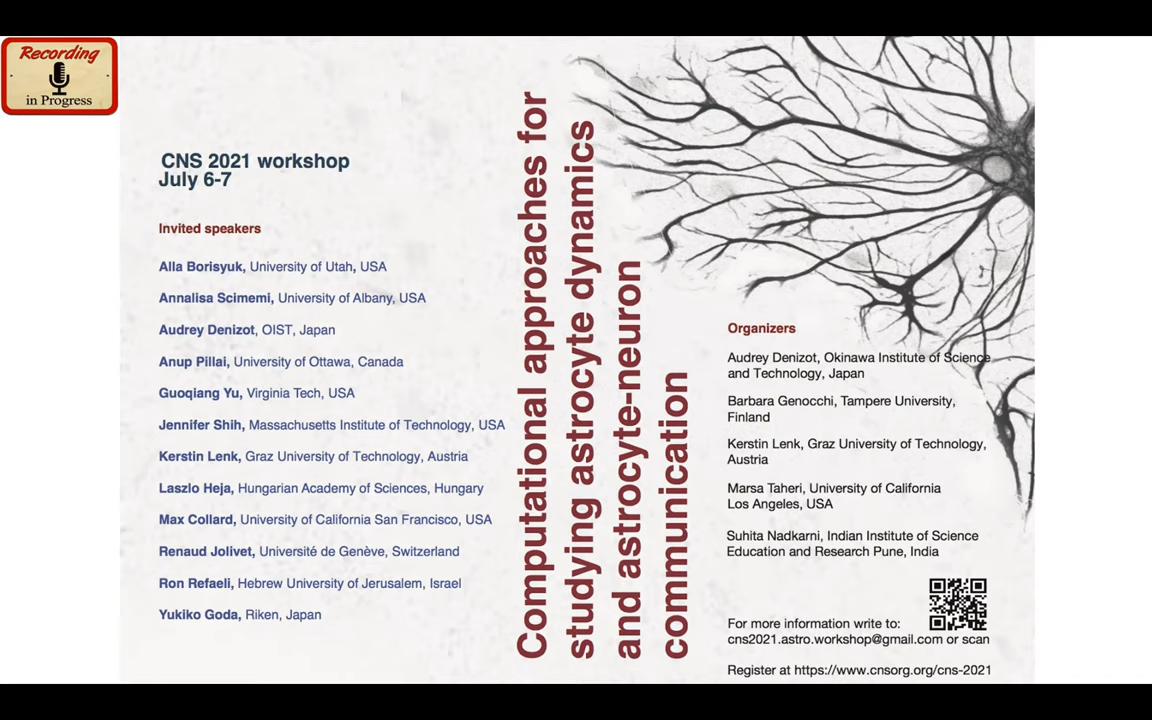 Recording
in Progress
CNS 2021 workshop
July 6-7
Invited speakers
Alla Borisyuk, University of Utah, USA
Annalisa Scimemi, University of Albany, USA
Audrey Denizot, OIST, Japan
Anup Pillai, University of Ottawa, Canada
Guoqiang Yu, Virginia Tech, USA
Jennifer Shih, Massachusetts Institute of Technology, USA
Kerstin Lenk, Graz University of Technology, Austria
Laszlo Heja, Hungarian Academy of Sciences, Hungary
Max Collard, University of California San Francisco, USA
Renaud Jolivet, Université de Genève, Switzerland
Ron Refaeli, Hebrew University of Jerusalem, Israel
Yukiko Goda, Riken, Japan
Computational approaches for
studying astrocyte dynamics
and astrocyte-neuron
communication
Organizers
Audrey Denizot, Okinawa Institute of Science
and Technology, Japan
Barbara Genocchi, Tampere University,
Finland
Kerstin Lenk, Graz University of Technology,
Austria
Marsa Taheri, University of California
Los Angeles, USA
Suhita Nadkarni, Indian Institute of Science
Education and Research Pune, India
For more information write to:
cns2021.astro.workshop@gmail.com or scan
Register at https://www.cnsorg.org/cns-2021